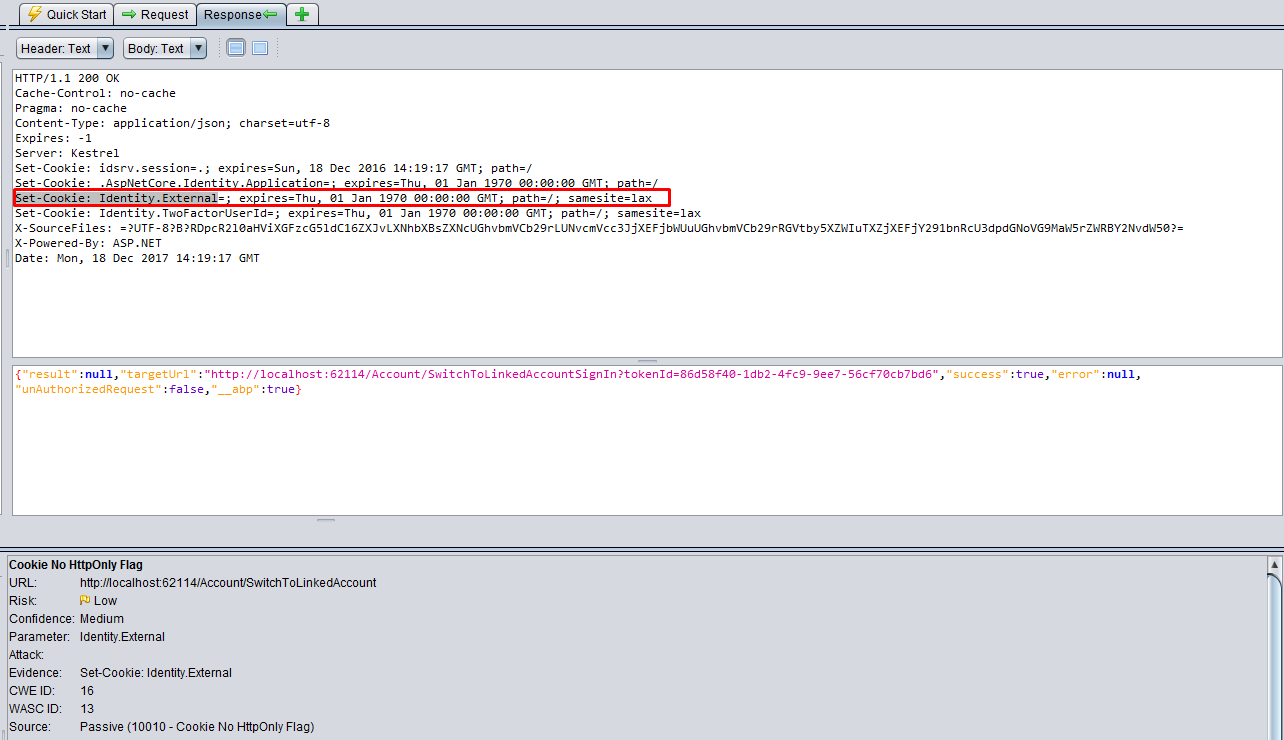 Quick Start Request Response
Header: Text Body: Text
HTTP/1.1 200 OK
Cache-Control: no-cache
Pragma: no-cache
Content-Type: application/json; charset=utf-8
Expires: -1
Server: Kestrel
Set-Cookie: idsrv.session=.; expires=Sun, 18 Dec 2016 14:19:17 GMT; path=/
Set-Cookie: .AspNetCore.Identity.Application=; expires=Thu, 01 Jan 1970 00:00:00 GMT; path=/
Set-Cookie: Identity.External=; expires=Thu, 01 Jan 1970 00:00:00 GMT; path=/; samesite=lax
Set-Cookie: Identity.TwoFactorUserId=; expires=Thu, 01 Jan 1970 00:00:00 GMT; path=/; samesite=lax
X-SourceFiles: =?UTF-8?B?RDpcR2l0aHViXGFzcG5ldC16ZXJvLXNhbXBsZXNcUGhvbmVCb29rLUNvcmVcc3JjXEFjbWUuUGhvbmVCb29rRGVtby5XZWIuTXZjXEFjY291bnRcU3dpdGNoVG9MaW5rZWRBY2NvdW50?=
X-Powered-By: ASP.NET
Date: Mon, 18 Dec 2017 14:19:17 GMT
{"result":null,"targetUrl":"http://localhost:62114/Account/SwitchToLinkedAccountSignIn?tokenId=86d58f40-1db2-4fc9-9ee7-56cf70cb7bd6","success":true,"error":null,
"unAuthorizedRequest":false,"__abp":true}
Cookie No HttpOnly Flag
URL: http://localhost:62114/Account/SwitchToLinkedAccount
Risk: Low
Confidence: Medium
Parameter: Identity.External
Attack:
Evidence: Set-Cookie: Identity.External
CWE ID: 16
WASC ID: 13
Source: Passive (10010 - Cookie No HttpOnly Flag)